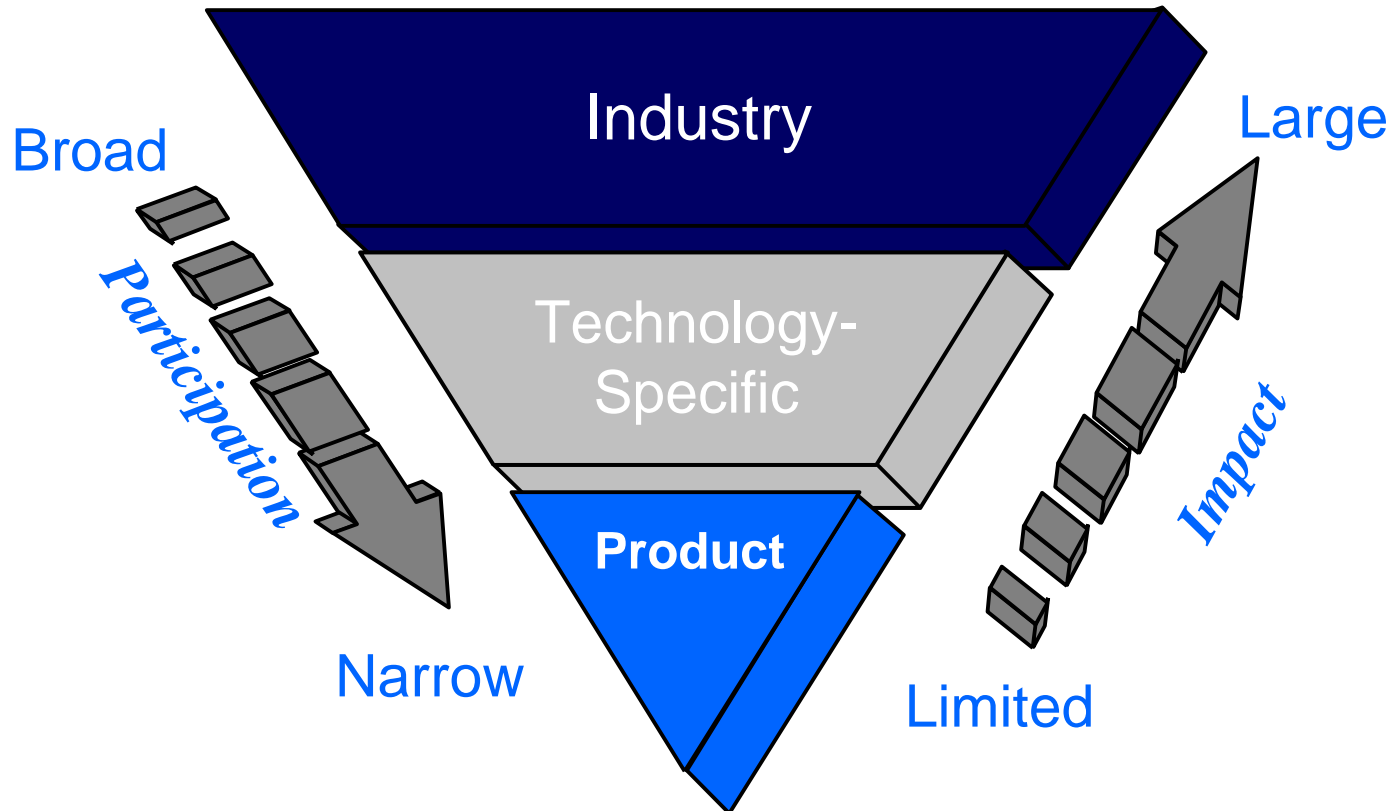 Industry
Large
Broad
Participation
Technology-
Specific
Impact
Product
Narrow
Limited